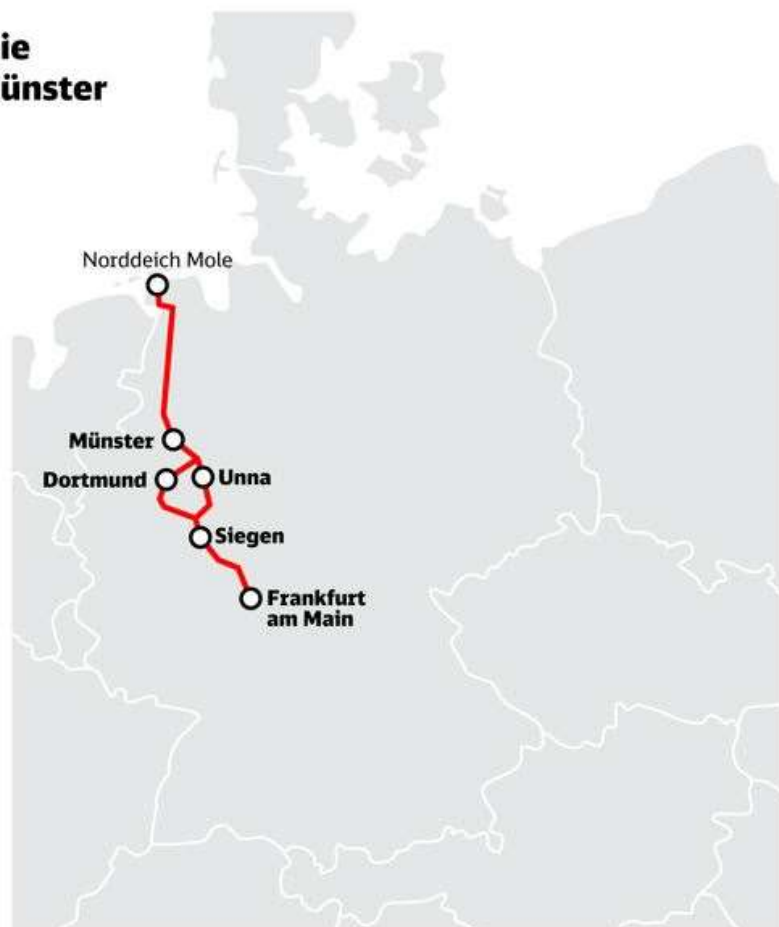 ie
ünster
Norddeich Mole
Münster
Dortmund
Unna
Siegen
Frankfurt
am Main